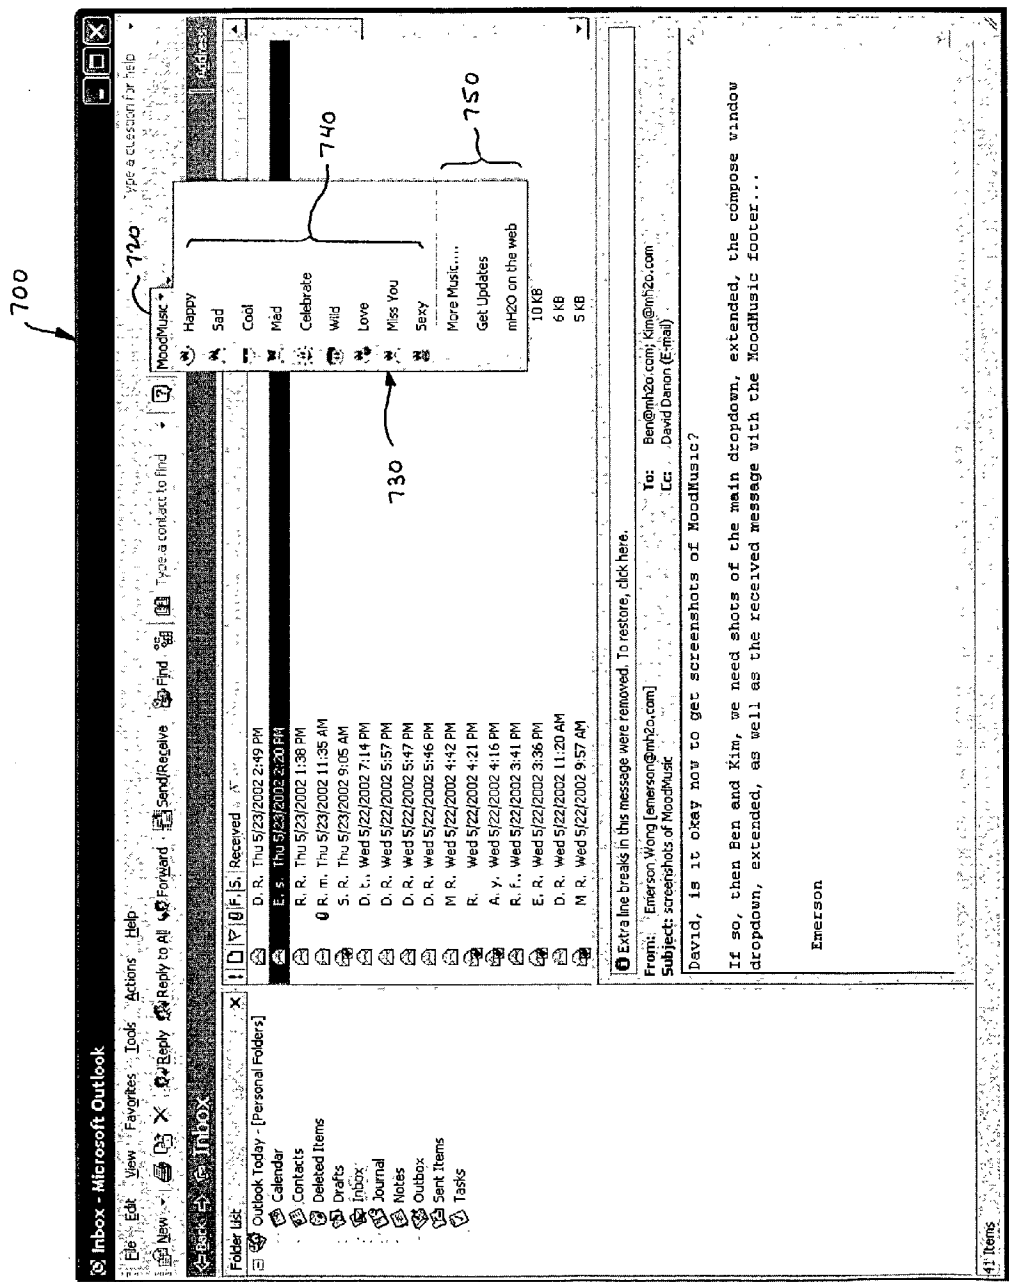 700
Inbox - Microsoft Outlook
File Edit View Favorites Tools Actions Help
Type a question for help
720
New Reply Reply to All Forward Send/Receive Find Type a contact to find
MoodMusic
Back Inbox
Address
Folder List
Outlook Today - [Personal Folders]
Calendar
Contacts
Deleted Items
Drafts
Inbox
Journal
Notes
Outbox
Sent Items
Tasks
! F. S. Received
D. R. Thu 5/23/2002 2:49 PM
E. s. Thu 5/23/2002 2:20 PM
R. R. Thu 5/23/2002 1:38 PM
R. m. Thu 5/23/2002 11:35 AM
S. R. Thu 5/23/2002 9:05 AM
D. t.. Wed 5/22/2002 7:14 PM
D. R. Wed 5/22/2002 5:57 PM
D. R. Wed 5/22/2002 5:47 PM
D. R. Wed 5/22/2002 5:46 PM
M R. Wed 5/22/2002 4:42 PM
R. Wed 5/22/2002 4:21 PM
A. y. Wed 5/22/2002 4:16 PM
R. f.. Wed 5/22/2002 3:41 PM
E. R. Wed 5/22/2002 3:36 PM
D. R. Wed 5/22/2002 11:20 AM
M R. Wed 5/22/2002 9:57 AM
Happy
Sad
Cool
Mad
Celebrate
Wild
Love
Miss You
Sexy
More Music....
Get Updates
mH2O on the web
730
740
750
10 KB
6 KB
5 KB
Extra line breaks in this message were removed. To restore, click here.
From: Emerson Wong [emerson@mh2o.com]
To: Ben@mh2o.com; Kim@mh2o.com
Subject: screenshots of MoodMusic
Cc: David Danon (E-mail)
David, is it okay now to get screenshots of MoodMusic?
If so, then Ben and Kim, we need shots of the main dropdown, extended, the compose window
dropdown, extended, as well as the received message with the MoodMusic footer...
Emerson
41 Items